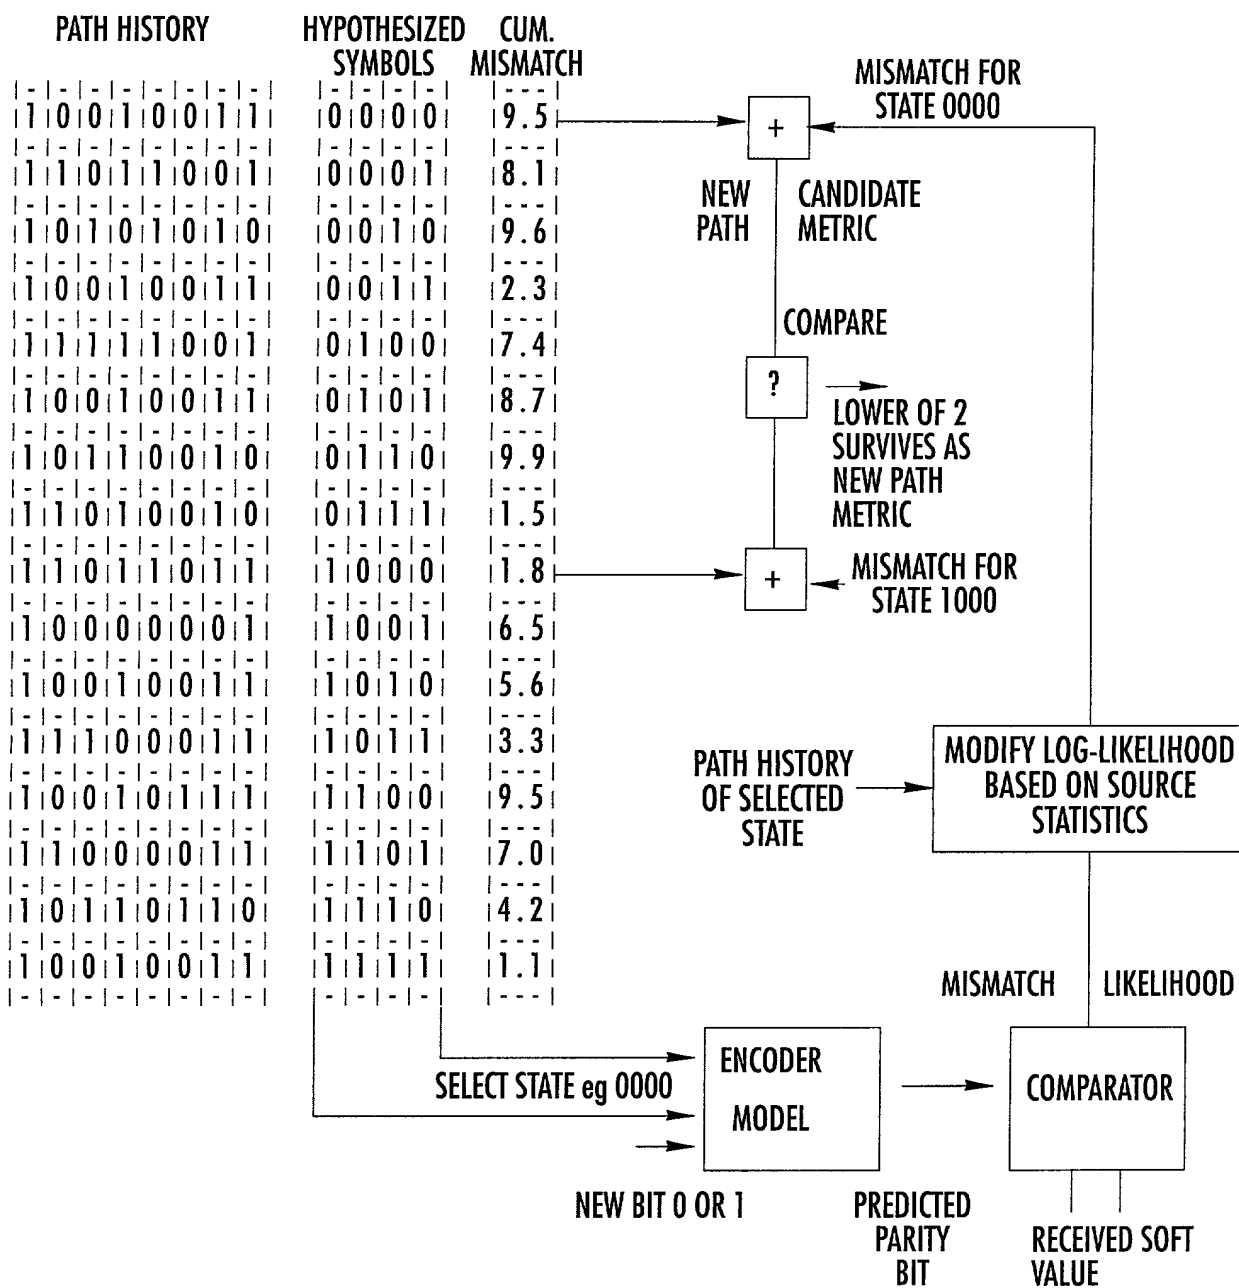 PATH HISTORY HYPOTHESIZED SYMBOLS CUM. MISMATCH
1 0 0 1 0 0 1 1 0 0 0 0 9.5
1 1 0 1 1 0 0 1 0 0 0 1 8.1
1 0 1 0 1 0 1 0 0 0 1 0 9.6
1 0 0 1 0 0 1 1 0 0 1 1 2.3
1 1 1 1 1 0 0 1 0 1 0 0 7.4
1 0 0 1 0 0 1 1 0 1 0 1 8.7
1 0 1 1 0 0 1 0 0 1 1 0 9.9
1 1 0 1 0 0 1 0 0 1 1 1 1.5
1 1 0 1 1 0 1 1 1 0 0 0 1.8
1 0 0 0 0 0 0 1 1 0 0 1 6.5
1 0 0 1 0 0 1 1 1 0 1 0 5.6
1 1 1 0 0 0 1 1 1 0 1 1 3.3
1 0 0 1 0 1 1 1 1 1 0 0 9.5
1 1 0 0 0 0 1 1 1 1 0 1 7.0
1 0 1 1 0 1 1 0 1 1 1 0 4.2
1 0 0 1 0 0 1 1 1 1 1 1 1.1
MISMATCH FOR
STATE 0000
+
NEW
PATH
CANDIDATE
METRIC
COMPARE
?
LOWER OF 2
SURVIVES AS
NEW PATH
METRIC
+
MISMATCH FOR
STATE 1000
PATH HISTORY
OF SELECTED
STATE
MODIFY LOG-LIKELIHOOD
BASED ON SOURCE
STATISTICS
MISMATCH LIKELIHOOD
SELECT STATE eg 0000
ENCODER
MODEL
COMPARATOR
NEW BIT 0 OR 1
PREDICTED
PARITY
BIT
RECEIVED SOFT
VALUE